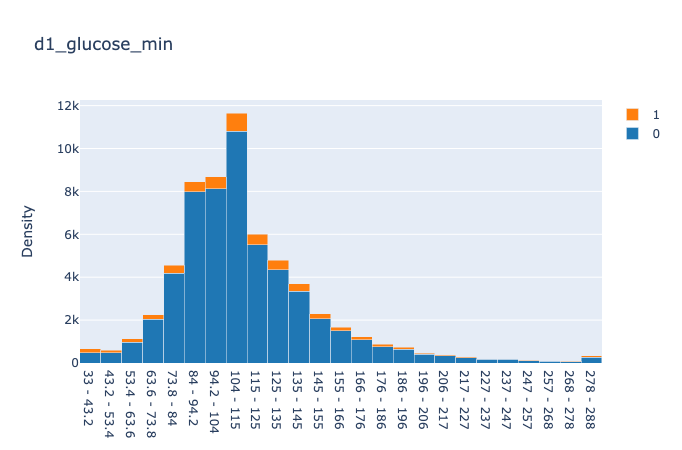 d1_glucose_min
12k
10k
8k
6k
4k
2k
0
Density
33 - 43.2
43.2 - 53.4
53.4 - 63.6
63.6 - 73.8
73.8 - 84
84 - 94.2
94.2 - 104
104 - 115
115 - 125
125 - 135
135 - 145
145 - 155
155 - 166
166 - 176
176 - 186
186 - 196
196 - 206
206 - 217
217 - 227
227 - 237
237 - 247
247 - 257
257 - 268
268 - 278
278 - 288
1
0